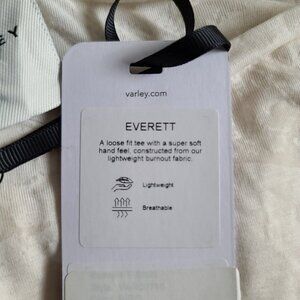 varley.com
EVERETT
A loose fit tee with a super soft
hand feel, constructed from our
lightweight burnout fabric.
Lightweight
Breathable